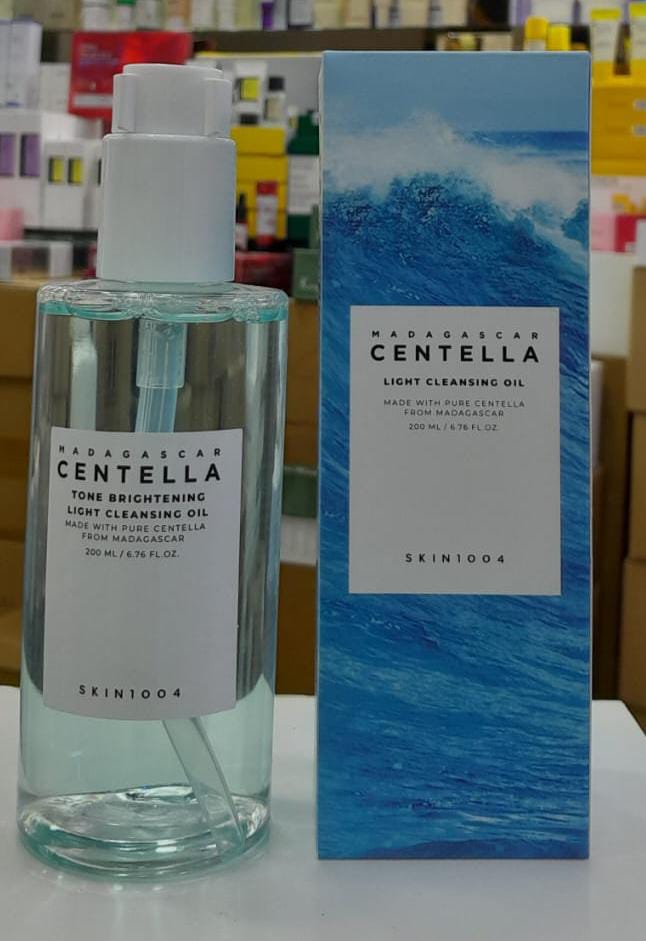 MADAGASCAR
CENTELLA
TONE BRIGHTENING
LIGHT CLEANSING OIL
MADE WITH PURE CENTELLA
FROM MADAGASCAR
200 ML / 6.76 FL.OZ.
SKIN1004
MADAGASCAR
CENTELLA
LIGHT CLEANSING OIL
MADE WITH PURE CENTELLA
FROM MADAGASCAR
200 ML / 6.76 FL.OZ.
SKIN1004